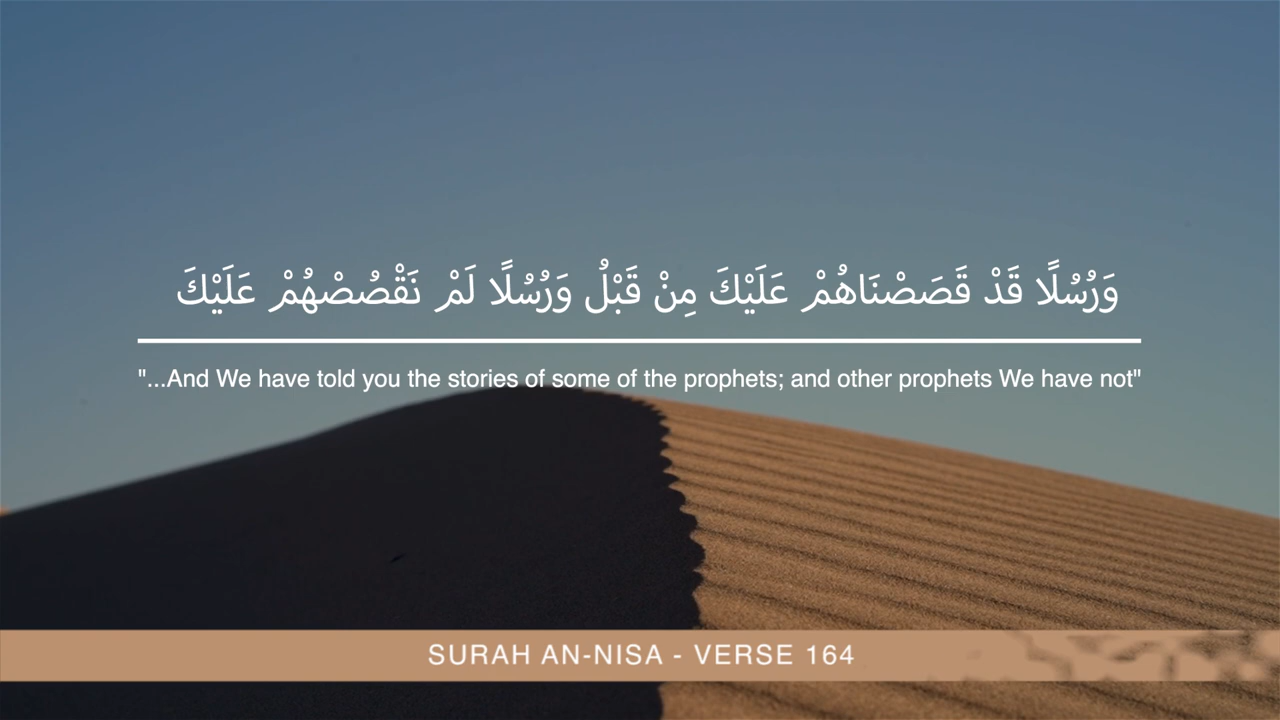 وَرُسُلًا قَدْ قَصَصْنَاهُمْ عَلَيْكَ مِنْ قَبْلُ وَرُسُلًا لَمْ نَقْصُصْهُمْ عَلَيْكَ
"...And We have told you the stories of some of the prophets; and other prophets We have not"
SURAH AN-NISA - VERSE 164